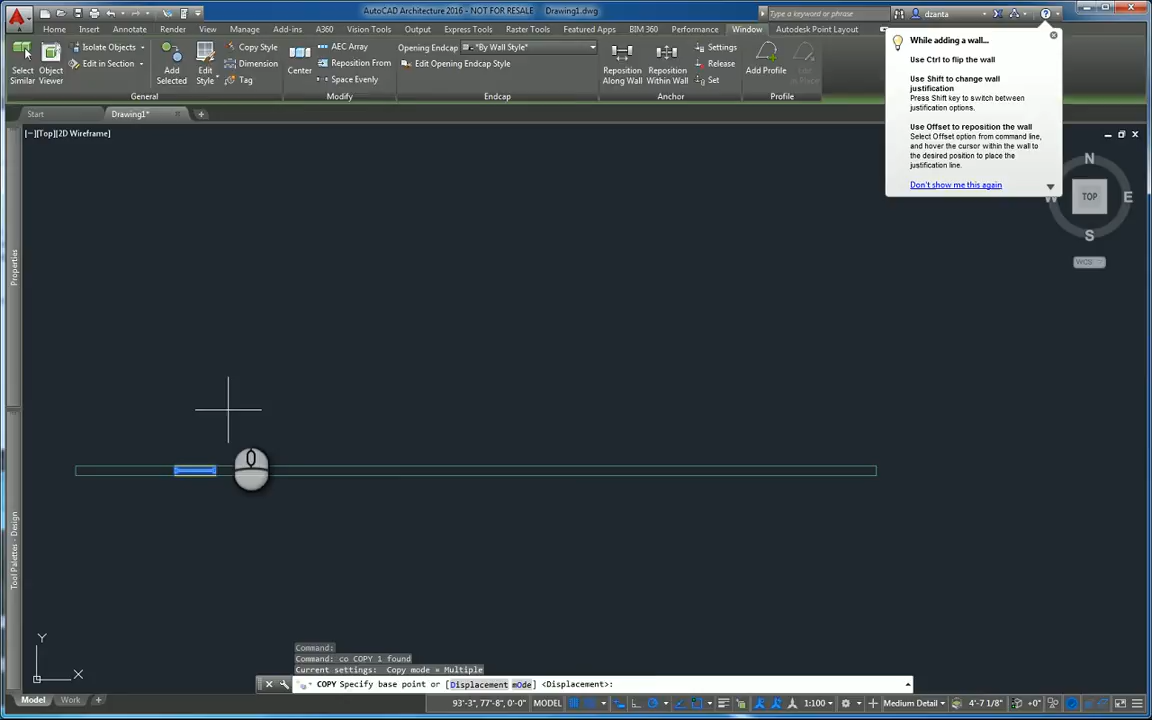 AutoCAD Architecture 2016 - NOT FOR RESALE Drawing1.dwg
Type a keyword or phrase
dzanta
Home Insert Annotate Render View Manage Add-ins A360 Vision Tools Output Express Tools Featured Apps Raster Tools BIM 360 Performance Window Autodesk Point Layout
Select Similar
Object Viewer
Isolate Objects
Edit in Section
General
Add Selected
Edit Style
Copy Style
Dimension
Tag
Center
AEC Array
Reposition From
Space Evenly
Modify
Opening Endcap
*By Wall Style*
Edit Opening Endcap Style
Endcap
Reposition Along Wall
Reposition Within Wall
Settings
Release
Set
Anchor
Add Profile
Edit In Place
Profile
Start
Drawing1*
[−][Top][2D Wireframe]
While adding a wall...
Use Ctrl to flip the wall
Use Shift to change wall
justification
Press Shift key to switch between
justification options.
Use Offset to reposition the wall
Select Offset option from command line,
and hover the cursor within the wall to
the desired position to place the
justification line.
Don't show me this again
N
W
TOP
E
S
WCS
Properties
Tool Palettes - Design
Y
X
Command:
Command: co COPY 1 found
Current settings: Copy mode = Multiple
COPY Specify base point or [Displacement mOde] <Displacement>:
Model
Work
93'-3", 77'-8", 0'-0"
MODEL
1:100
Medium Detail
4'-7 1/8"
+0"